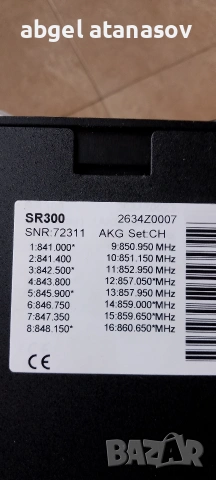 abgel atanasov
SR300 2634Z0007
SNR:72311 AKG Set:CH
1:841.000* 9:850.950 MHz
2:841.400 10:851.150 MHz
3:842.500* 11:852.950 MHz
4:843.800 12:857.050* MHz
5:845.900* 13:857.950 MHz
6:846.750 14:859.000* MHz
7:847.350 15:859.650* MHz
8:848.150* 16:860.650* MHz
CE
BAZAR